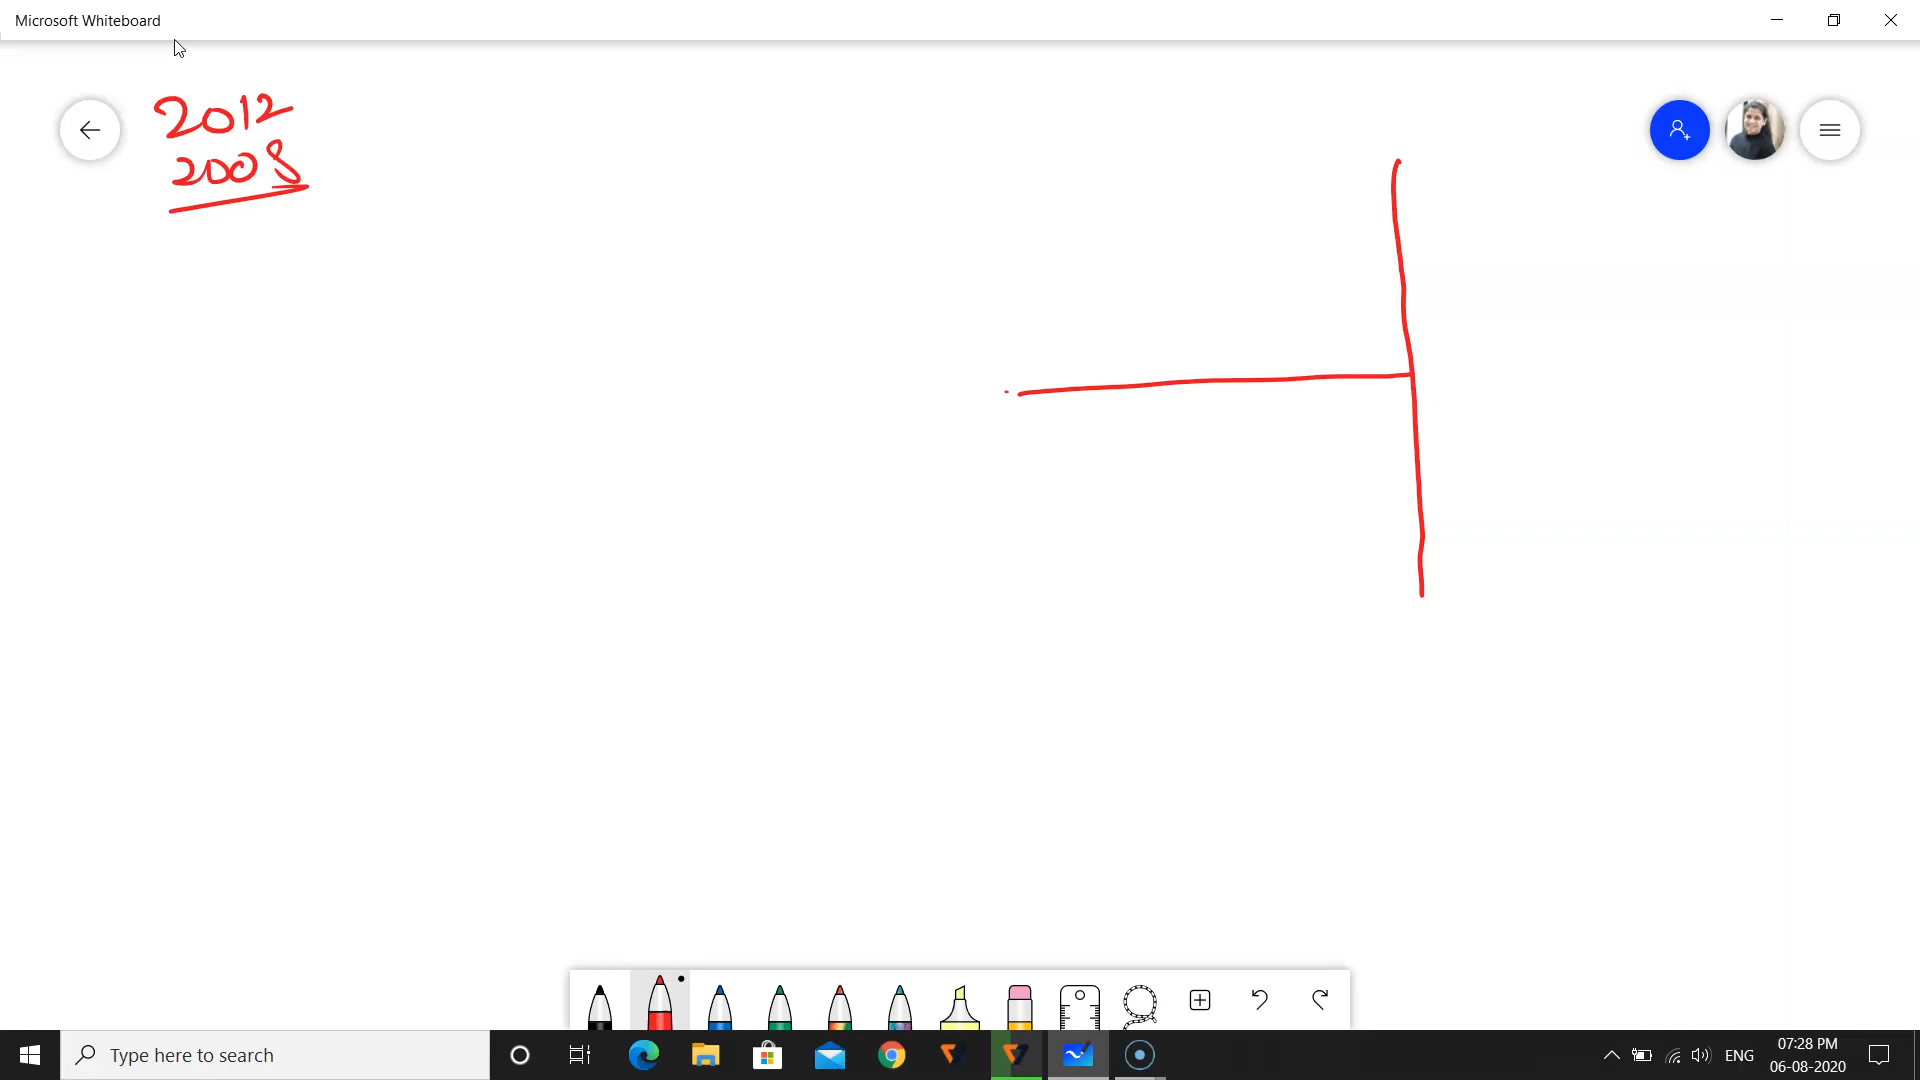 Microsoft Whiteboard
2012
2008
Type here to search
ENG
07:28 PM
06-08-2020